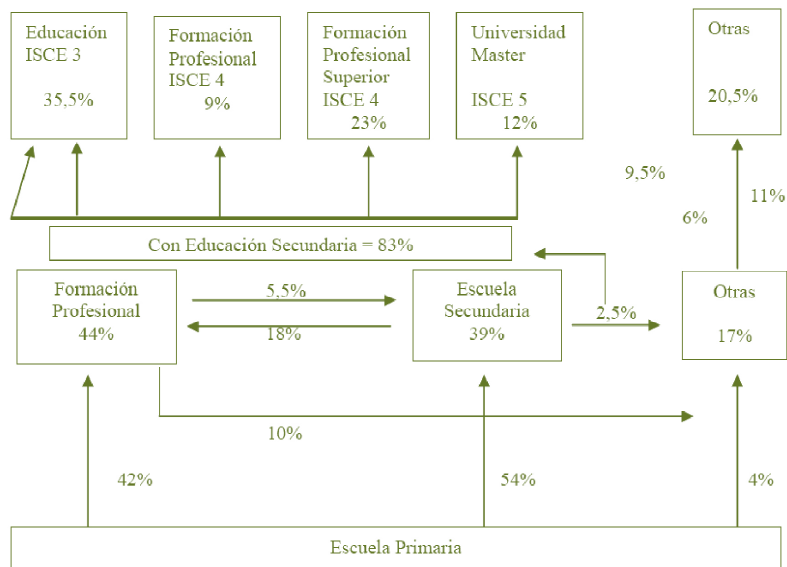 Educación
ISCE 3
35,5%
Formación
Profesional
ISCE 4
9%
Formación
Profesional
Superior
ISCE 4
23%
Universidad
Master
ISCE 5
12%
Otras
20,5%
9,5%
11%
6%
Con Educación Secundaria = 83%
Formación
Profesional
44%
5,5%
18%
Escuela
Secundaria
39%
2,5%
Otras
17%
10%
42%
54%
4%
Escuela Primaria